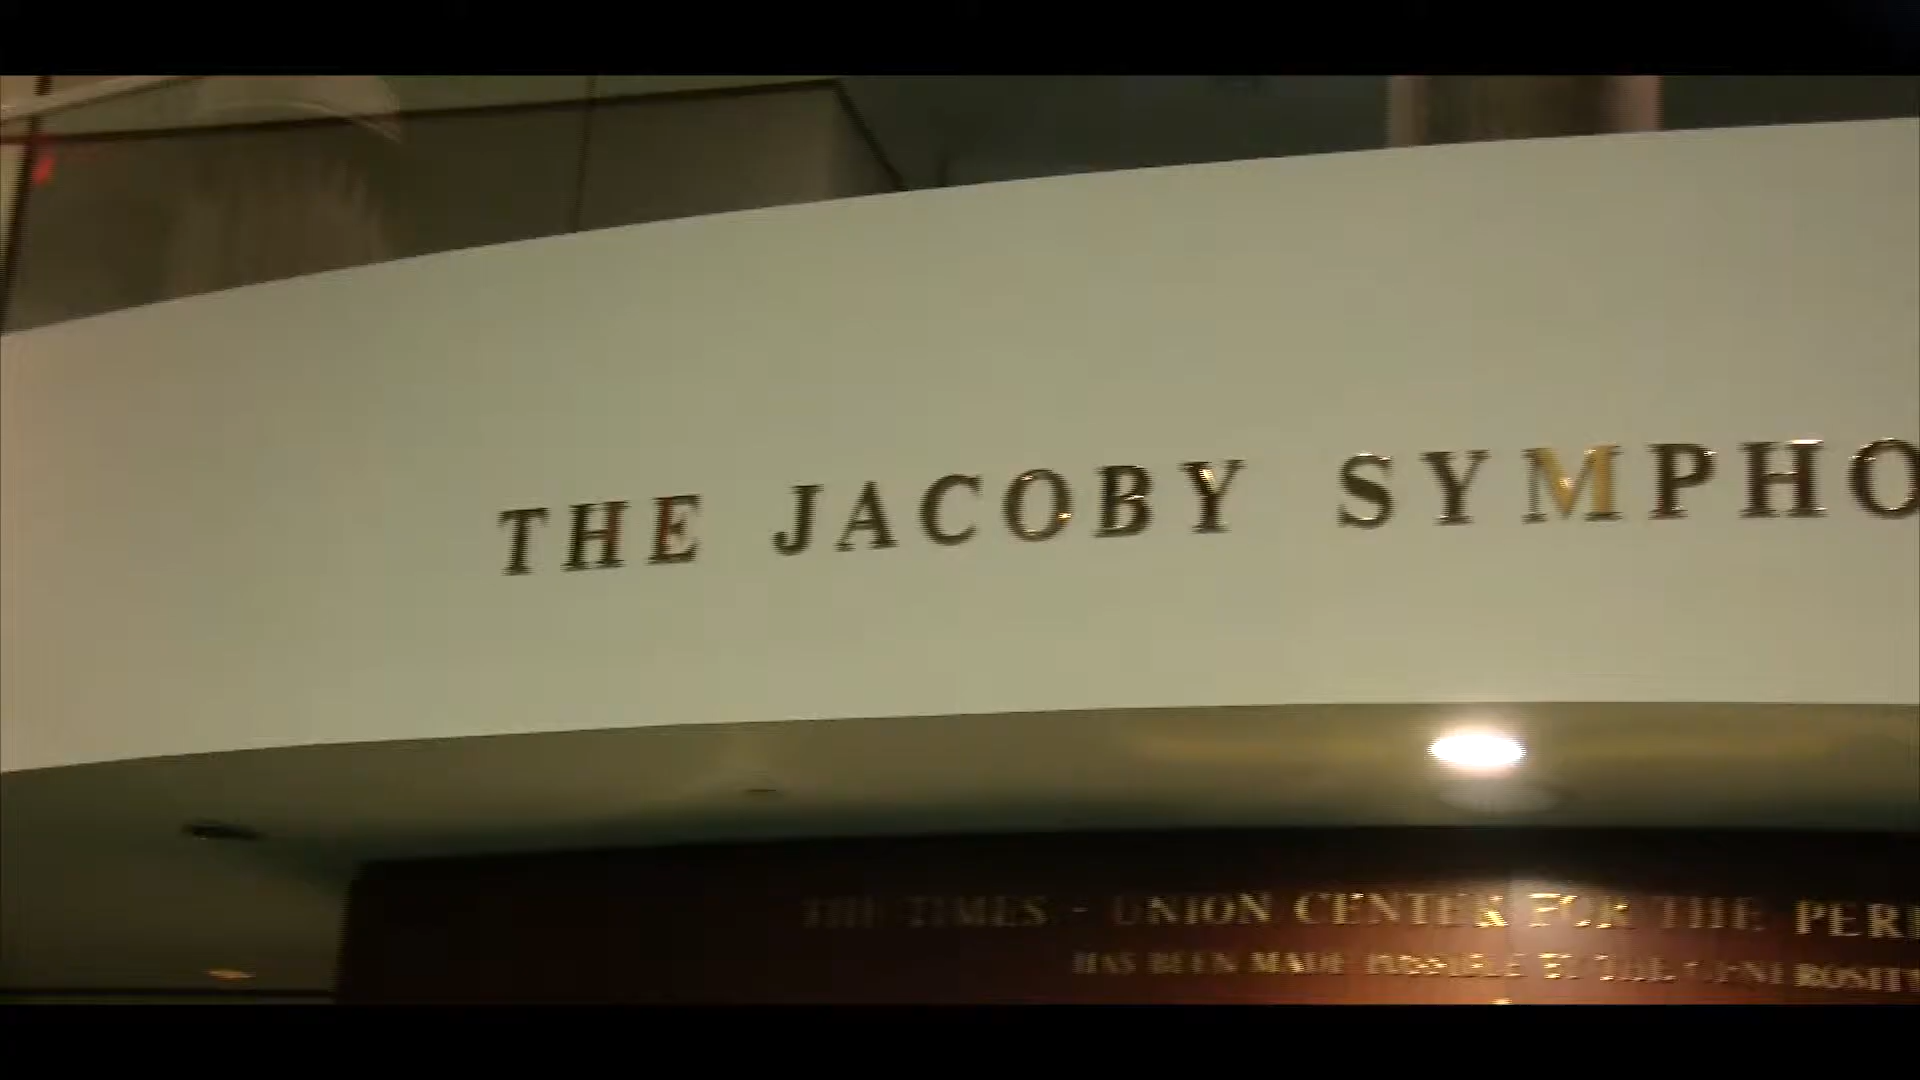 THE JACOBY SYMPHO
THE TIMES - UNION CENTER FOR THE PER
HAS BEEN MADE POSSIBLE BY THE GENEROSITY